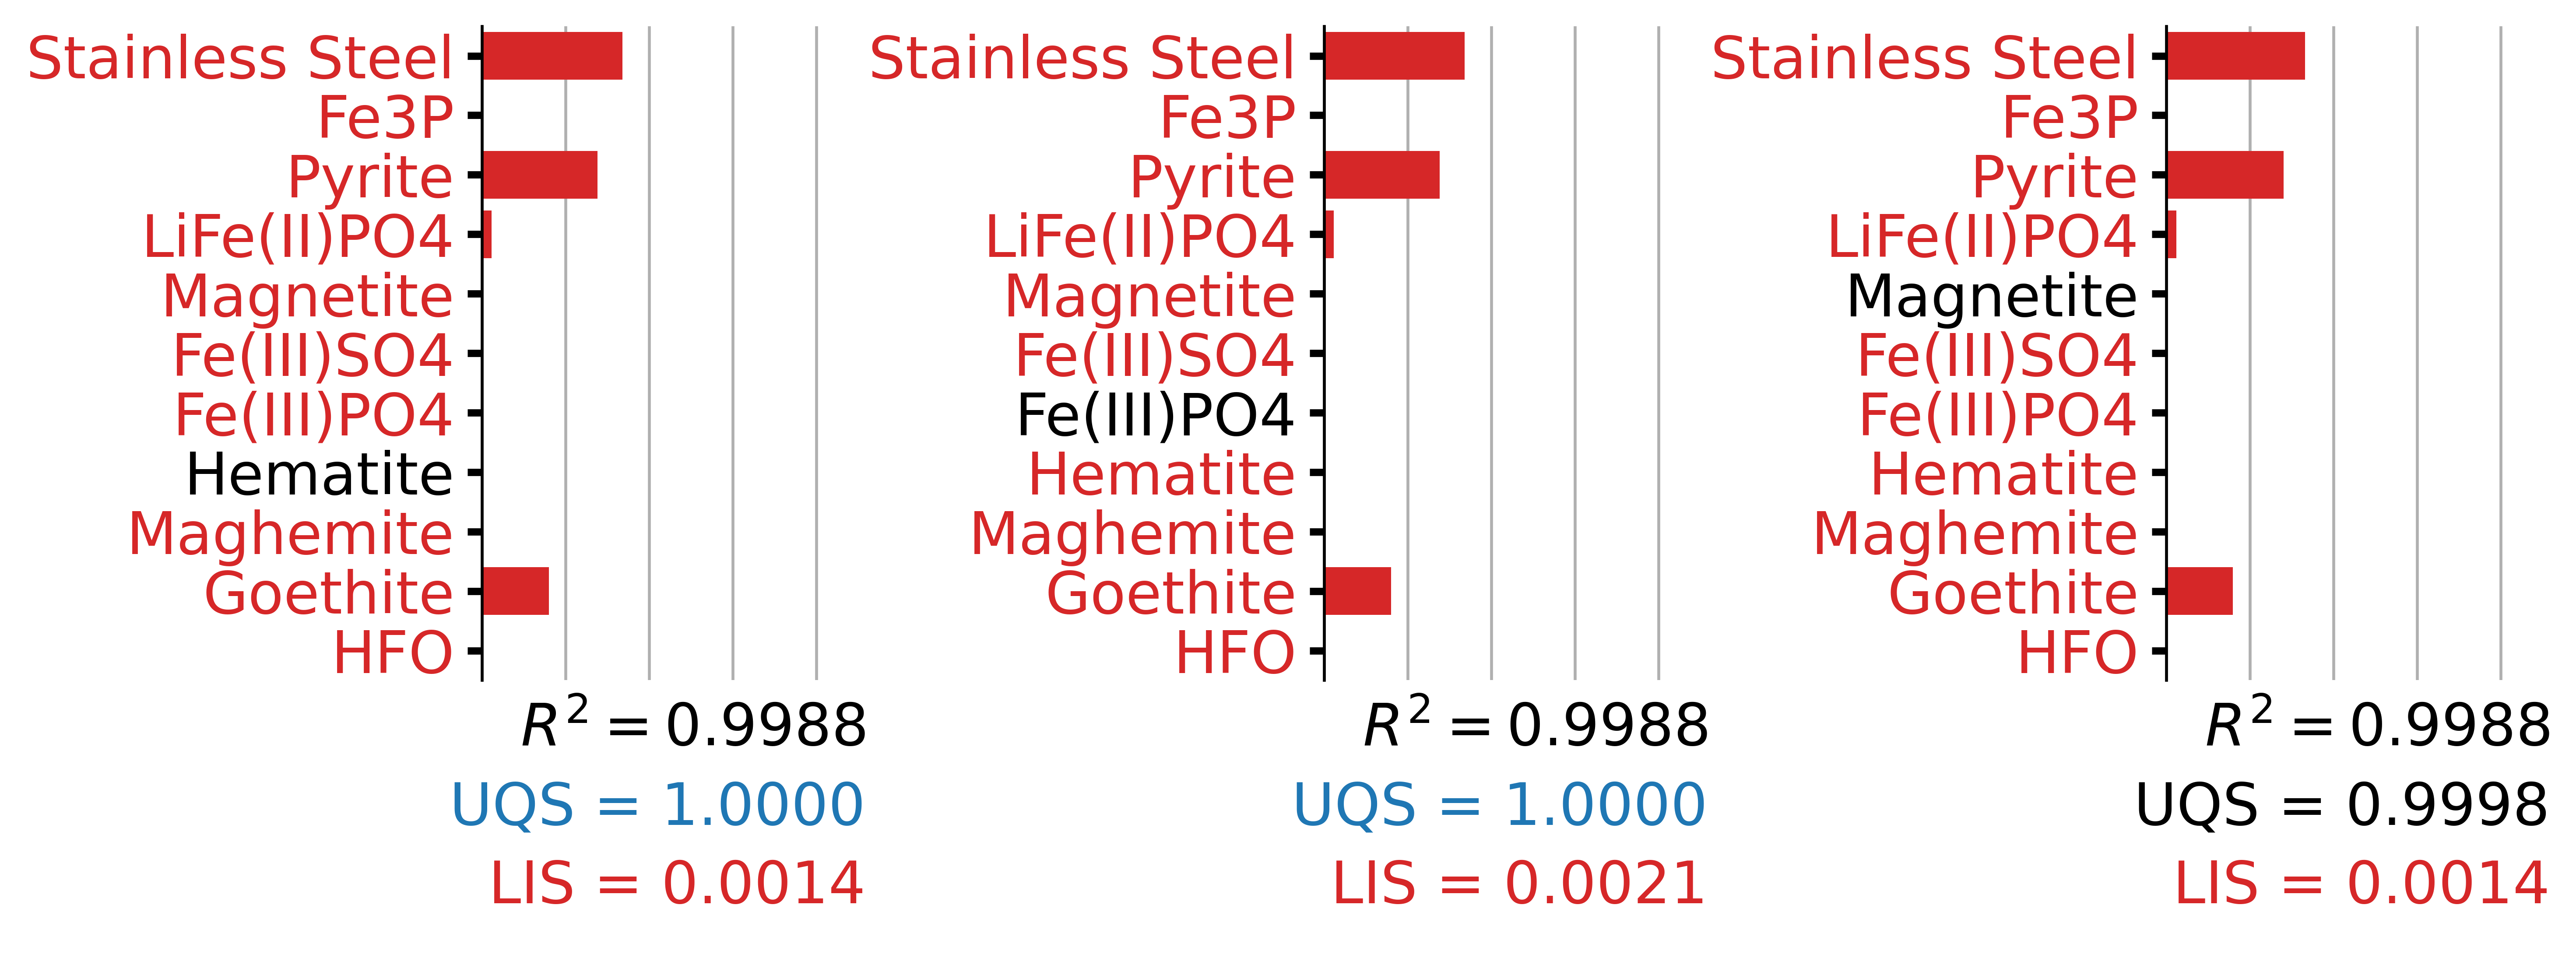 Stainless Steel
Fe3P
Pyrite
LiFe(II)PO4
Magnetite
Fe(III)SO4
Fe(III)PO4
Hematite
Maghemite
Goethite
HFO
R² = 0.9988
UQS = 1.0000
LIS = 0.0014
Stainless Steel
Fe3P
Pyrite
LiFe(II)PO4
Magnetite
Fe(III)SO4
Fe(III)PO4
Hematite
Maghemite
Goethite
HFO
R² = 0.9988
UQS = 1.0000
LIS = 0.0021
Stainless Steel
Fe3P
Pyrite
LiFe(II)PO4
Magnetite
Fe(III)SO4
Fe(III)PO4
Hematite
Maghemite
Goethite
HFO
R² = 0.9988
UQS = 0.9998
LIS = 0.0014